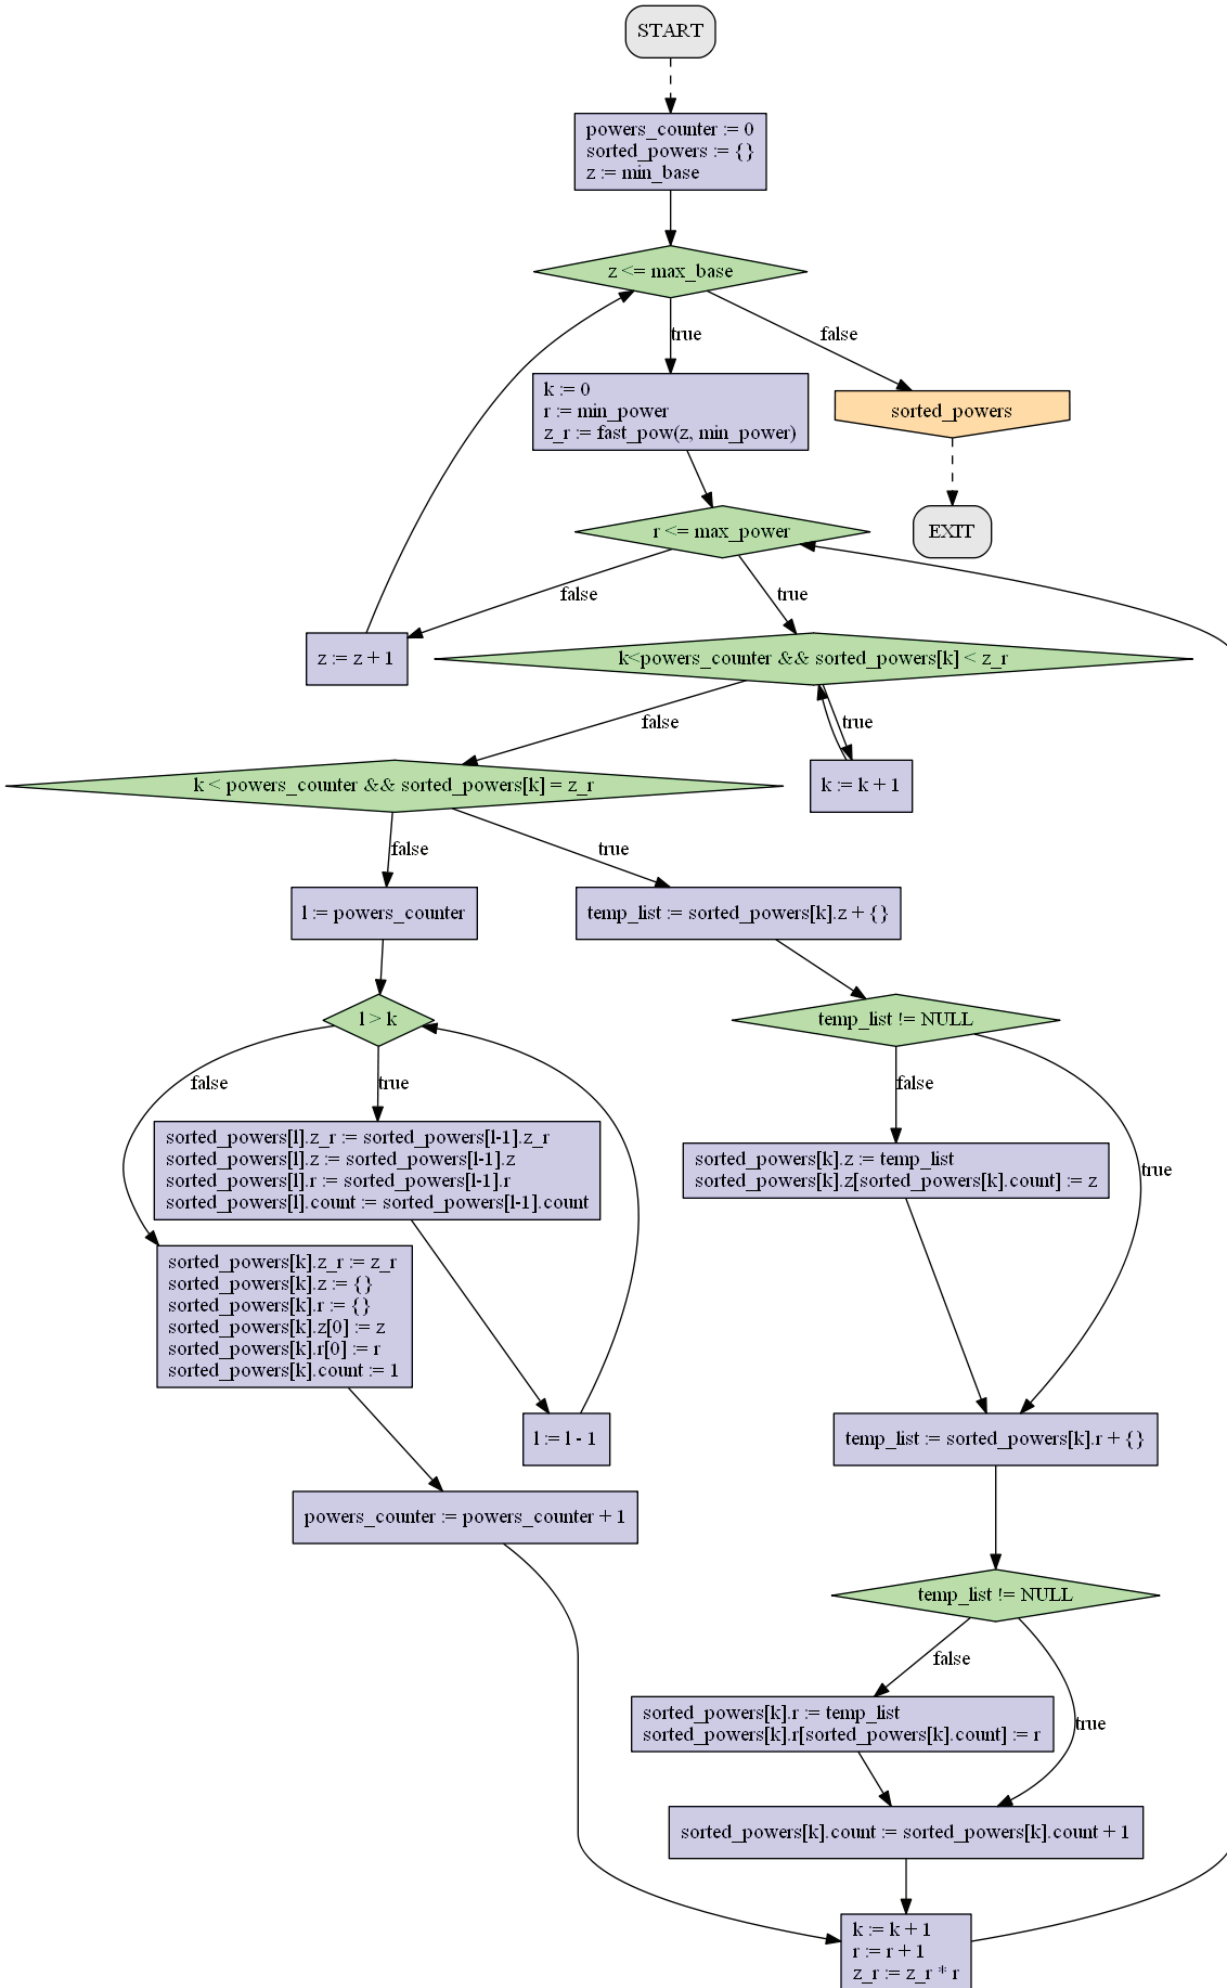 START
powers_counter := 0
sorted_powers := {}
z := min_base
z <= max_base
true
false
k := 0
r := min_power
z_r := fast_pow(z, min_power)
sorted_powers
r <= max_power
EXIT
false
true
z := z + 1
k<powers_counter && sorted_powers[k] < z_r
false
true
k < powers_counter && sorted_powers[k] = z_r
k := k + 1
false
true
l := powers_counter
temp_list := sorted_powers[k].z + {}
l > k
temp_list != NULL
false
true
false
true
sorted_powers[l].z_r := sorted_powers[l-1].z_r
sorted_powers[l].z := sorted_powers[l-1].z
sorted_powers[l].r := sorted_powers[l-1].r
sorted_powers[l].count := sorted_powers[l-1].count
sorted_powers[k].z := temp_list
sorted_powers[k].z[sorted_powers[k].count] := z
sorted_powers[k].z_r := z_r
sorted_powers[k].z := {}
sorted_powers[k].r := {}
sorted_powers[k].z[0] := z
sorted_powers[k].r[0] := r
sorted_powers[k].count := 1
l := l - 1
temp_list := sorted_powers[k].r + {}
powers_counter := powers_counter + 1
temp_list != NULL
false
true
sorted_powers[k].r := temp_list
sorted_powers[k].r[sorted_powers[k].count] := r
sorted_powers[k].count := sorted_powers[k].count + 1
k := k + 1
r := r + 1
z_r := z_r * r